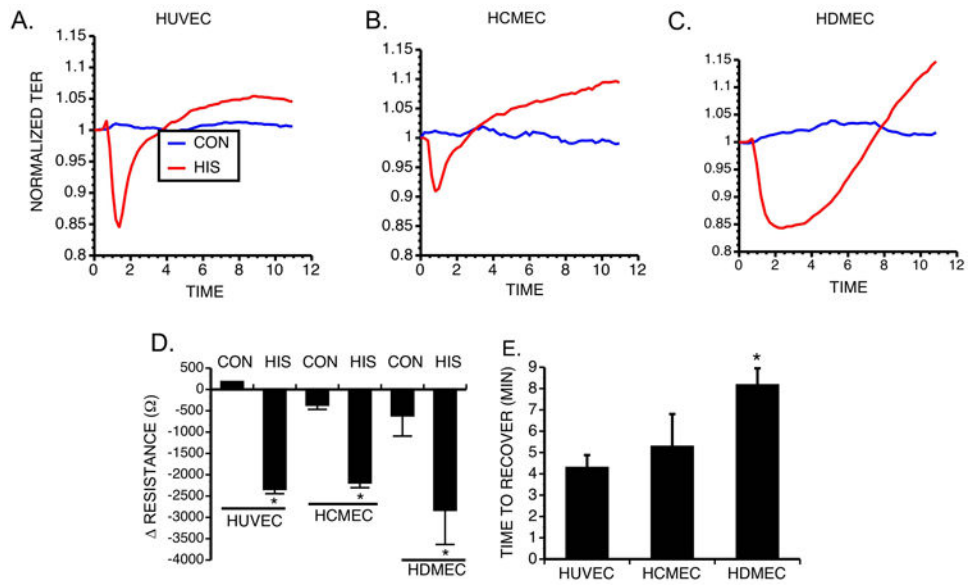 A. HUVEC
NORMALIZED TER
1.15
1.1
1.05
1
0.95
0.9
0.85
0.8
CON
HIS
0 2 4 6 8 10 12
TIME
B. HCMEC
1.15
1.1
1.05
1
0.95
0.9
0.85
0.8
0 2 4 6 8 10 12
TIME
C. HDMEC
1.15
1.1
1.05
1
0.95
0.9
0.85
0.8
0 2 4 6 8 10 12
TIME
D.
CON HIS CON HIS CON HIS
Δ RESISTANCE (Ω)
500
0
-500
-1000
-1500
-2000
-2500
-3000
-3500
-4000
* * *
HUVEC
HCMEC
HDMEC
E.
TIME TO RECOVER (MIN)
9
8
7
6
5
4
3
2
1
0
*
HUVEC HCMEC HDMEC